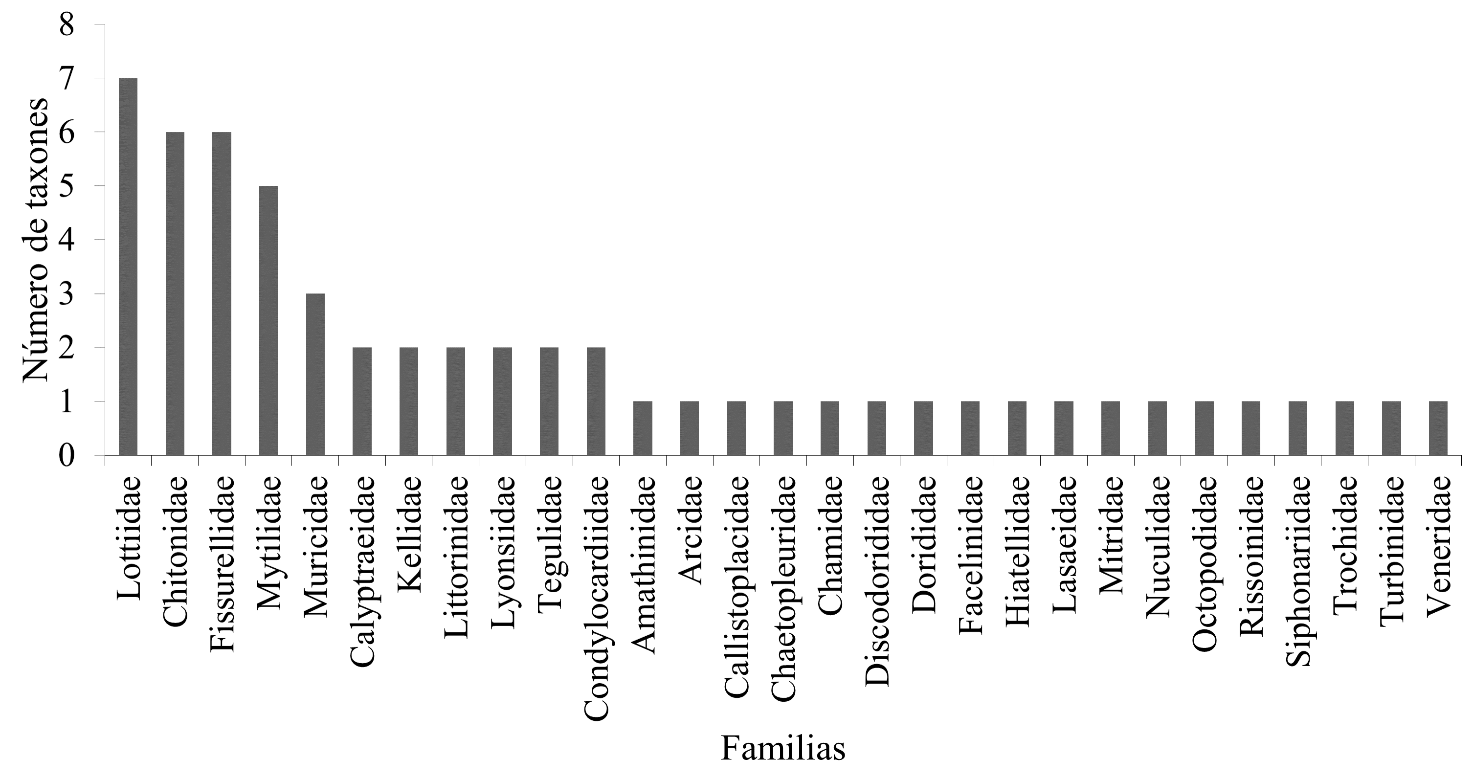 8
7
6
5
4
3
2
1
0
Número de taxones
Lottiidae
Chitonidae
Fissurellidae
Mytilidae
Muricidae
Calyptraeidae
Kellidae
Littorinidae
Lyonsiidae
Tegulidae
Condylocardiidae
Amathinidae
Arcidae
Callistoplacidae
Chaetopleuridae
Chamidae
Discodorididae
Dorididae
Facelinidae
Hiatellidae
Lasaeidae
Mitridae
Nuculidae
Octopodidae
Rissoinidae
Siphonariidae
Trochidae
Turbinidae
Veneridae
Familias